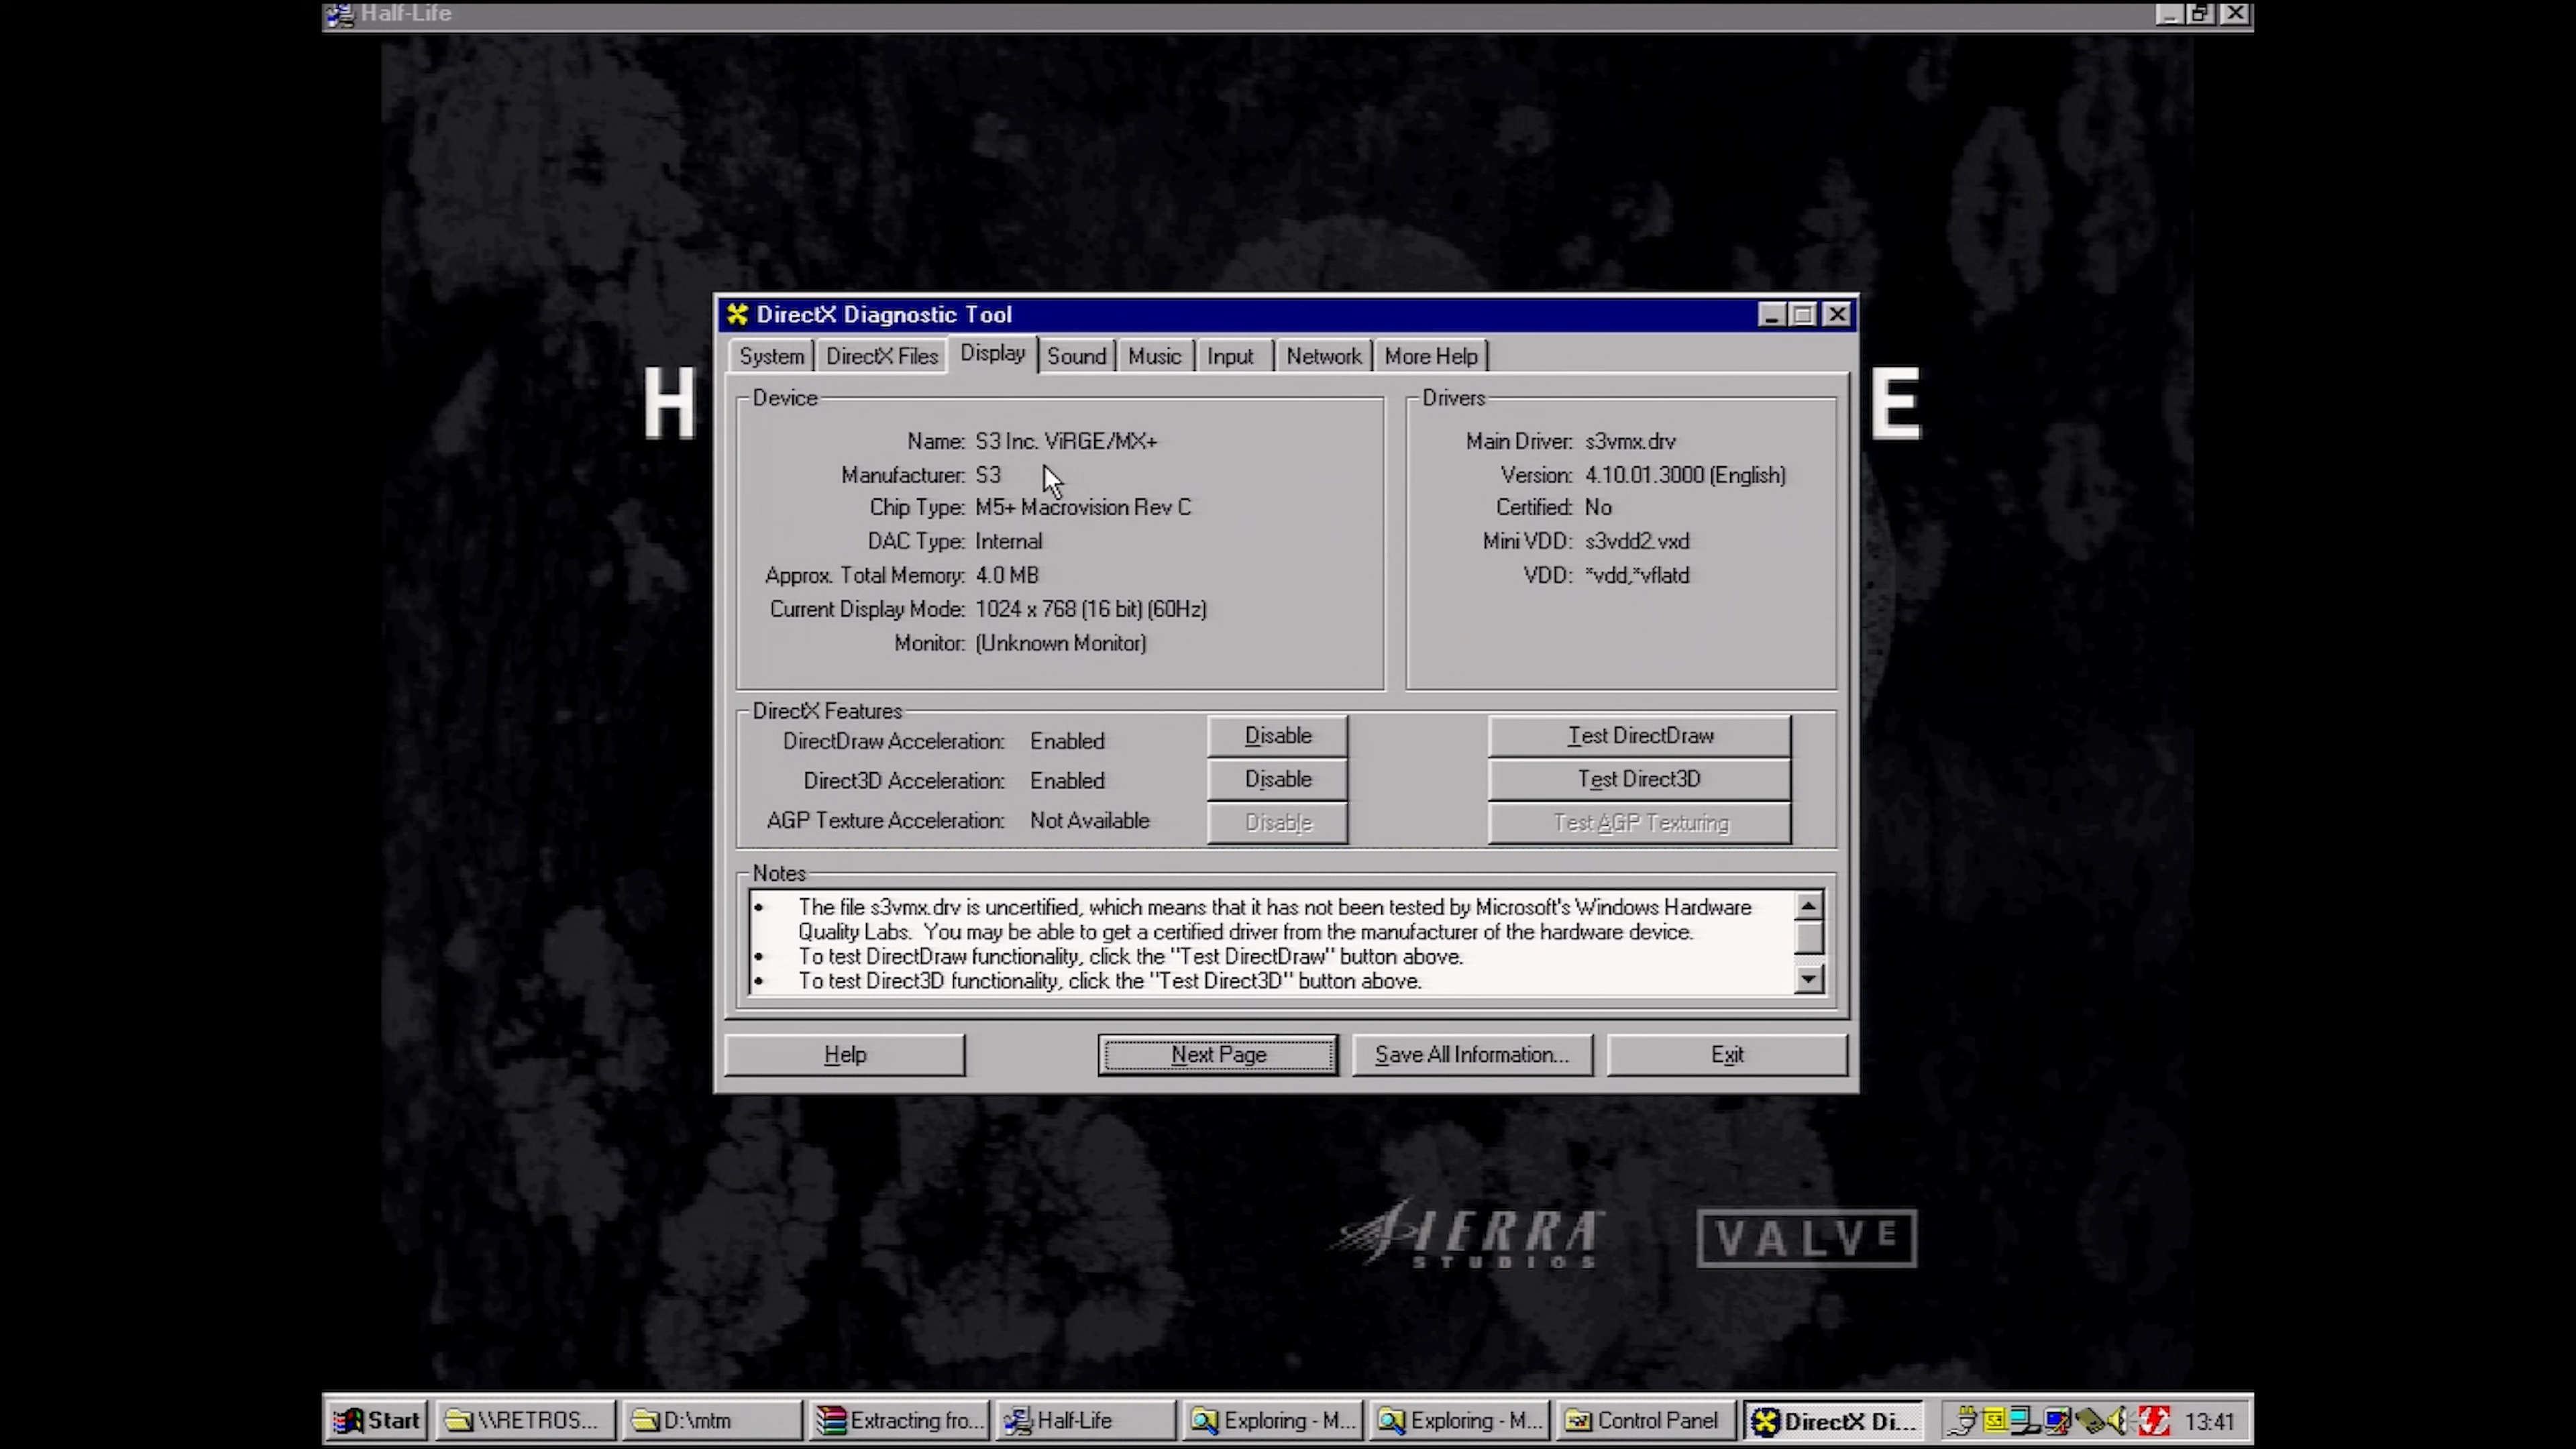 Half-Life
H
E
DirectX Diagnostic Tool
System DirectX Files Display Sound Music Input Network More Help
Device
Name: S3 Inc. ViRGE/MX+
Manufacturer: S3
Chip Type: M5+ Macrovision Rev C
DAC Type: Internal
Approx. Total Memory: 4.0 MB
Current Display Mode: 1024 x 768 (16 bit) (60Hz)
Monitor: (Unknown Monitor)
Drivers
Main Driver: s3vmx.drv
Version: 4.10.01.3000 (English)
Certified: No
Mini VDD: s3vdd2.vxd
VDD: *vdd,*vflatd
DirectX Features
DirectDraw Acceleration: Enabled Disable Test DirectDraw
Direct3D Acceleration: Enabled Disable Test Direct3D
AGP Texture Acceleration: Not Available Disable Test AGP Texturing
Notes
• The file s3vmx.drv is uncertified, which means that it has not been tested by Microsoft's Windows Hardware
Quality Labs. You may be able to get a certified driver from the manufacturer of the hardware device.
• To test DirectDraw functionality, click the "Test DirectDraw" button above.
• To test Direct3D functionality, click the "Test Direct3D" button above.
Help Next Page Save All Information... Exit
SIERRA
STUDIOS
VALVE
Start \\RETROS... D:\mtm Extracting fro... Half-Life Exploring - M... Exploring - M... Control Panel DirectX Di... 13:41